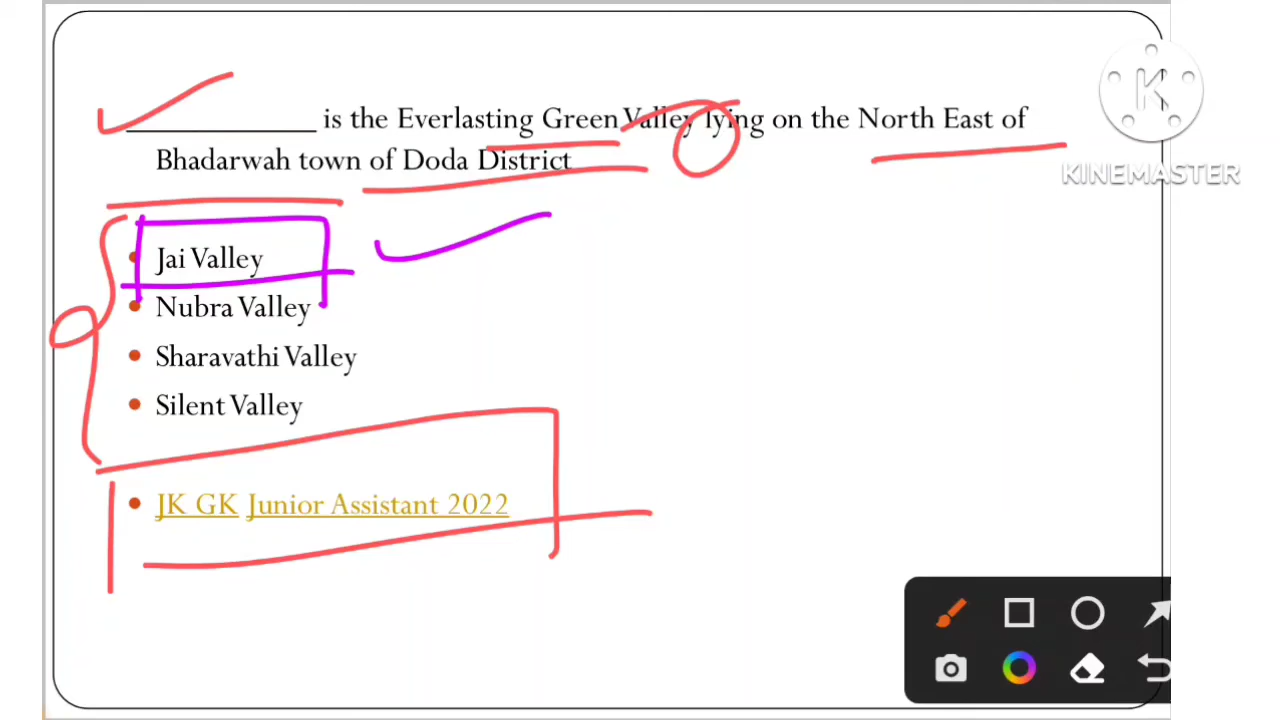 ____________ is the Everlasting Green Valley lying on the North East of
Bhadarwah town of Doda District
• Jai Valley
• Nubra Valley
• Sharavathi Valley
• Silent Valley
• JK GK Junior Assistant 2022
K
KINEMASTER